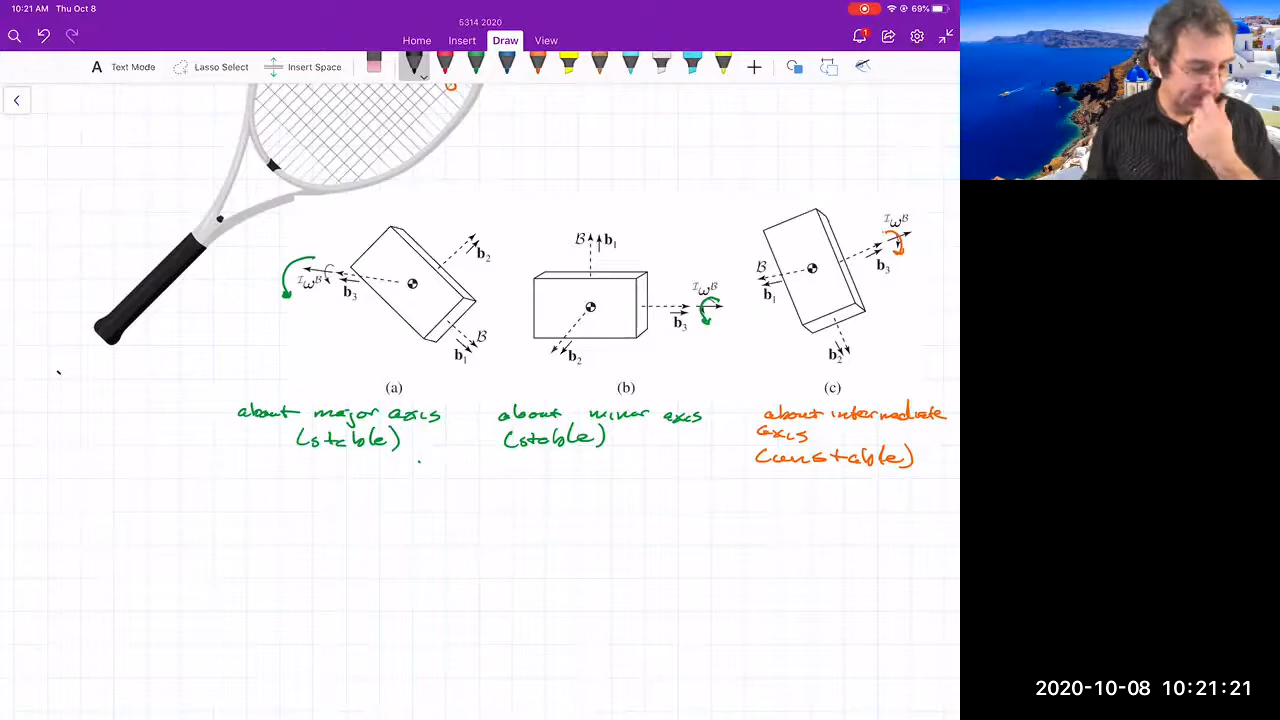 10:21 AM Thu Oct 8
69%
5314 2020
Home Insert Draw View
1
A Text Mode Lasso Select Insert Space
ᴵωᴮ
b₃
b₂
B
b₁
B
b₁
ᴵωᴮ
b₃
b₂
ᴵωᴮ
B
b₃
b₁
b₂
(a) (b) (c)
about major axis
(stable)
about minor axis
(stable)
about intermediate
axis
(unstable)
2020-10-08 10:21:21